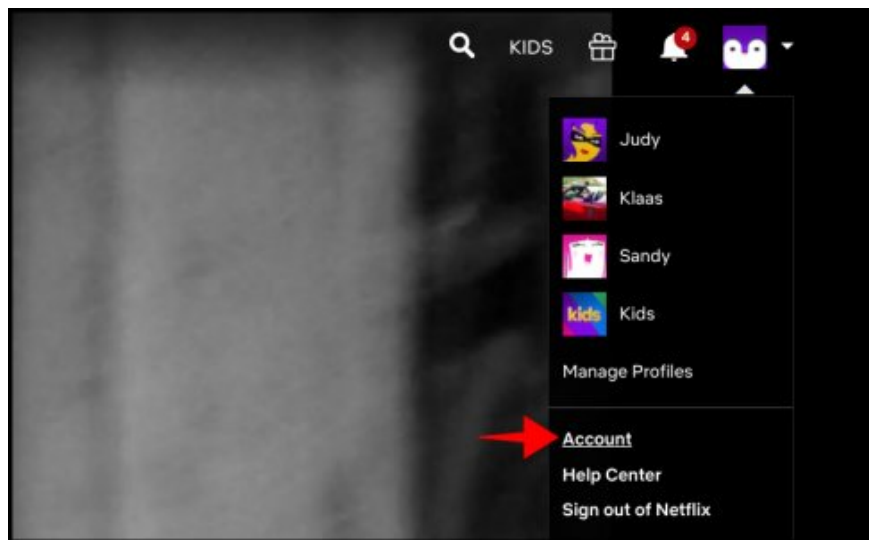 KIDS
4
Judy
Klaas
Sandy
kids
Kids
Manage Profiles
Account
Help Center
Sign out of Netflix